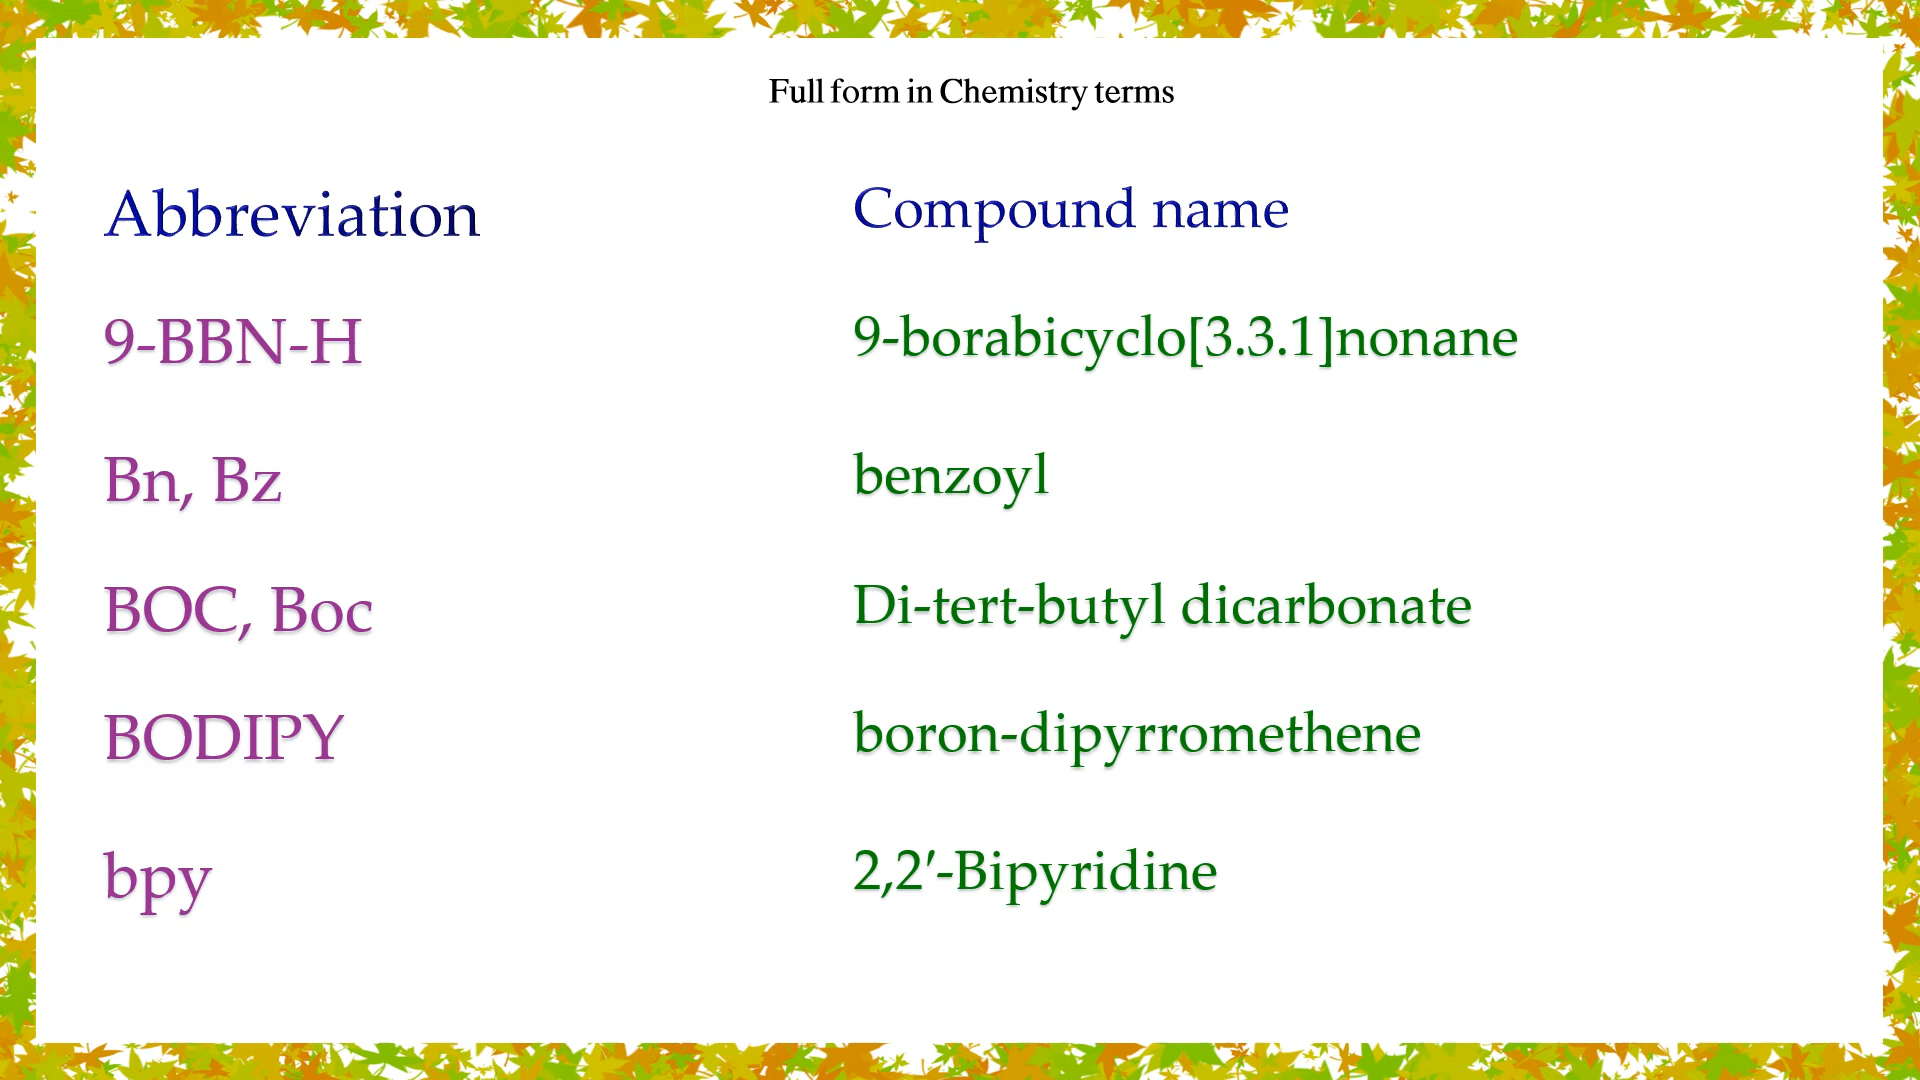 Full form in Chemistry terms
Abbreviation Compound name
9-BBN-H 9-borabicyclo[3.3.1]nonane
Bn, Bz benzoyl
BOC, Boc Di-tert-butyl dicarbonate
BODIPY boron-dipyrromethene
bpy 2,2′-Bipyridine